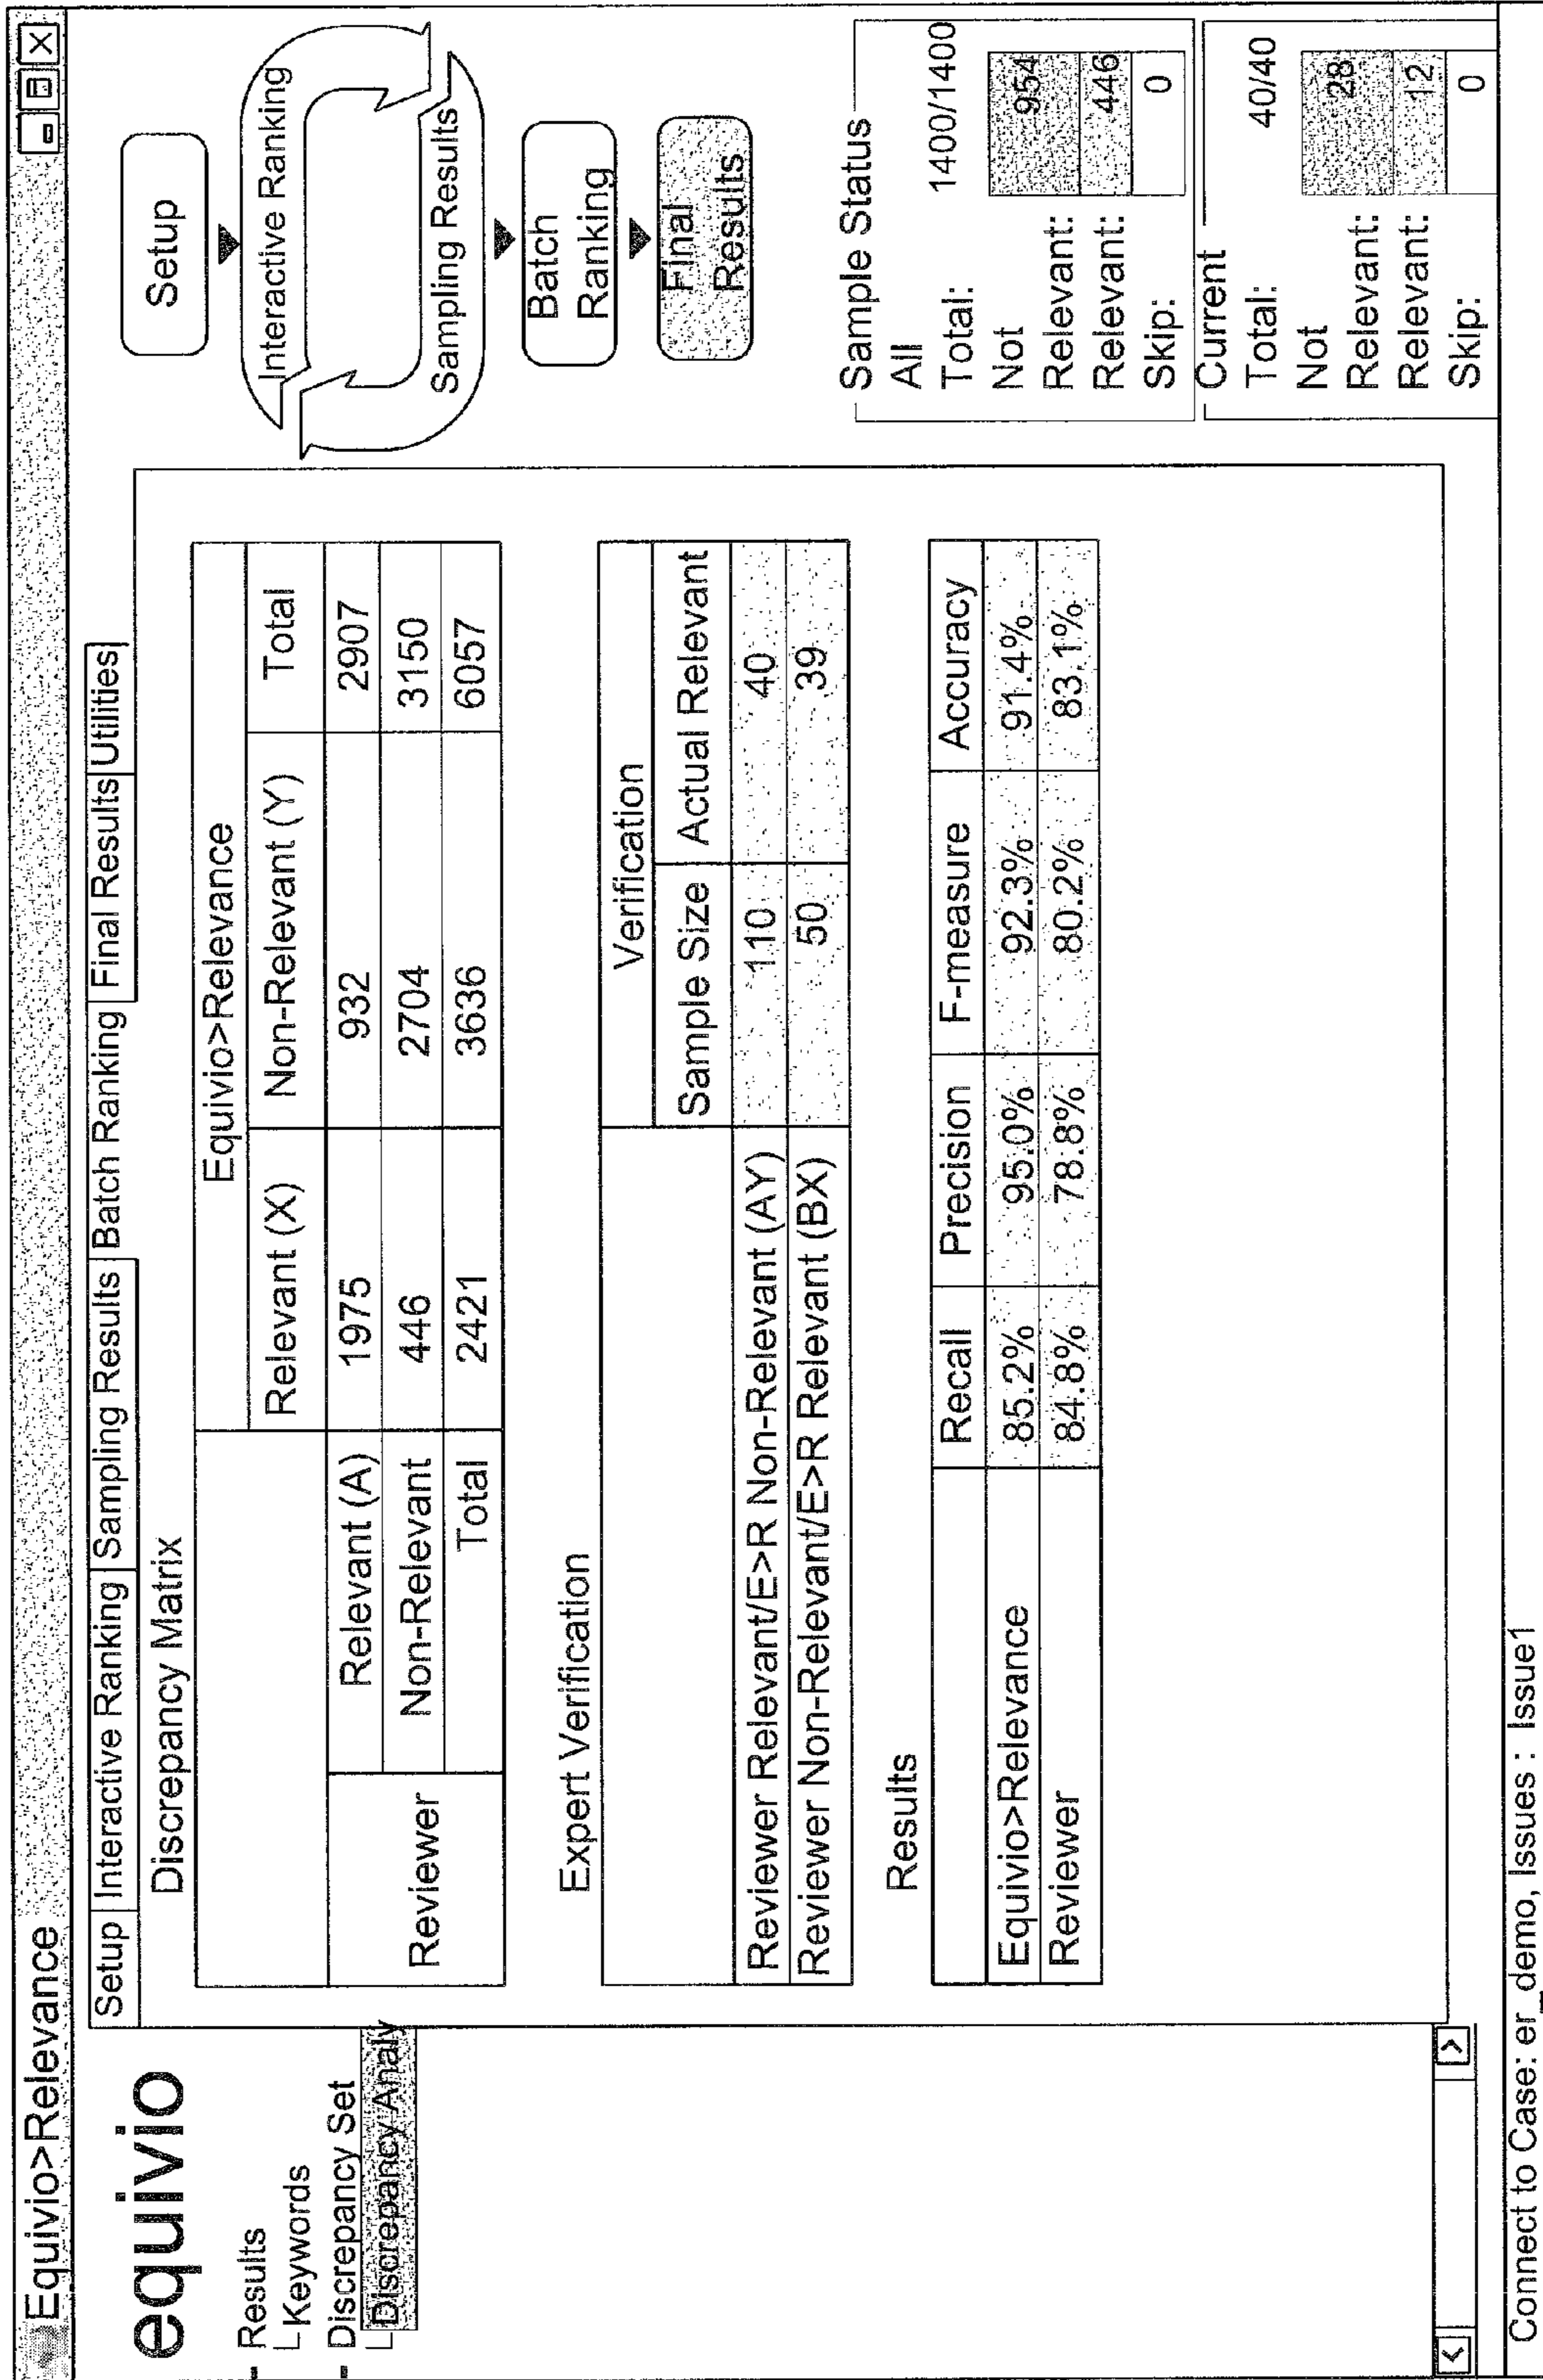 Equivio>Relevance
equivio
Results
Keywords
Discrepancy Set
Discrepancy Analy
Setup Interactive Ranking Sampling Results Batch Ranking Final Results Utilities
Discrepancy Matrix
Equivio>Relevance
Relevant (X) Non-Relevant (Y) Total
Reviewer
Relevant (A) 1975 932 2907
Non-Relevant 446 2704 3150
Total 2421 3636 6057
Expert Verification
Verification
Sample Size Actual Relevant
Reviewer Relevant/E>R Non-Relevant (AY) 110 40
Reviewer Non-Relevant/E>R Relevant (BX) 50 39
Results
Recall Precision F-measure Accuracy
Equivio>Relevance 85.2% 95.0% 92.3% 91.4%
Reviewer 84.8% 78.8% 80.2% 83.1%
Setup
Interactive Ranking
Sampling Results
Batch
Ranking
Final
Results
Sample Status
All
Total: 1400/1400
Not
Relevant: 954
Relevant: 446
Skip: 0
Current
Total: 40/40
Not
Relevant: 28
Relevant: 12
Skip: 0
Connect to Case: er_demo, Issues : Issue1